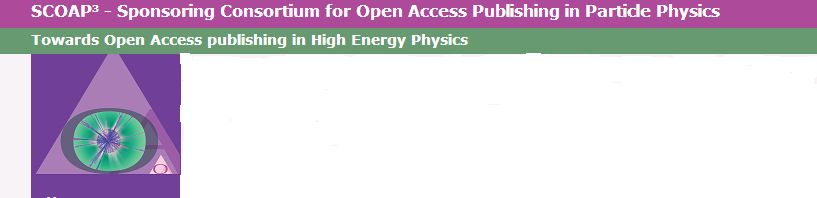 SCOAP³ - Sponsoring Consortium for Open Access Publishing in Particle Physics
Towards Open Access publishing in High Energy Physics